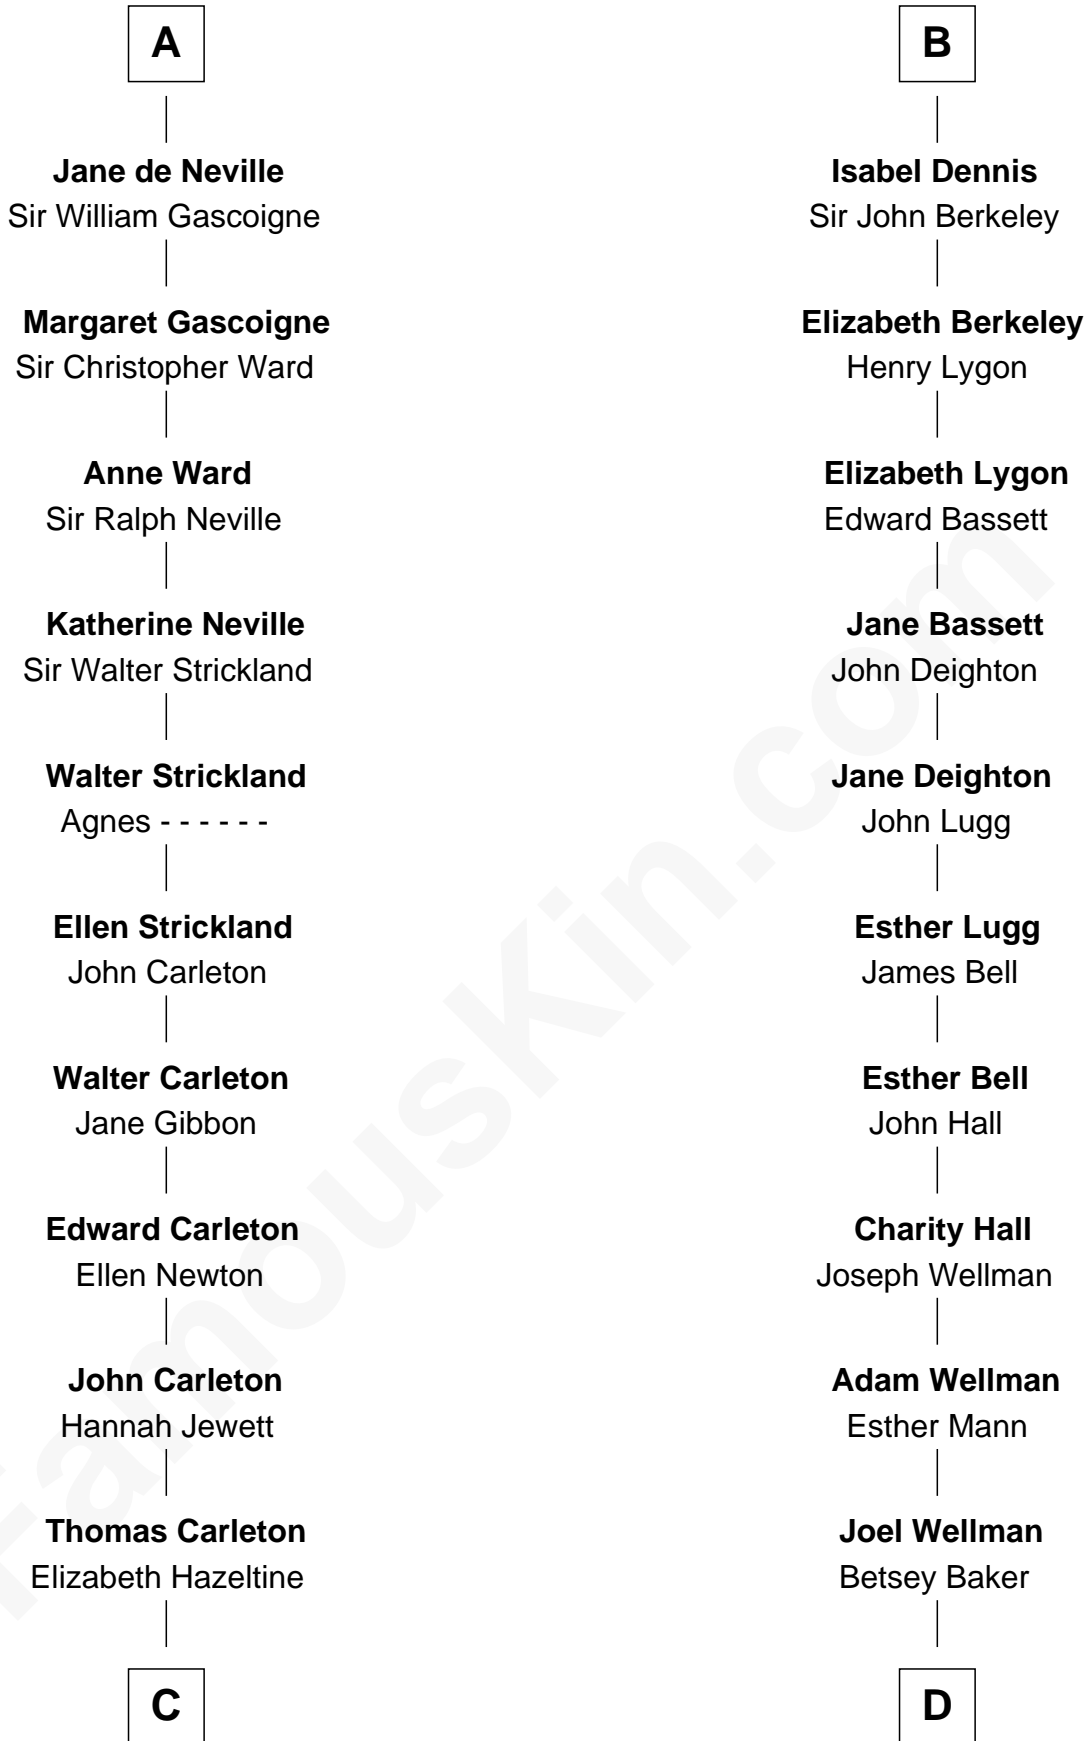 A
Jane de Neville
Sir William Gascoigne
Margaret Gascoigne
Sir Christopher Ward
Anne Ward
Sir Ralph Neville
Katherine Neville
Sir Walter Strickland
Walter Strickland
Agnes - - - - - -
Ellen Strickland
John Carleton
Walter Carleton
Jane Gibbon
Edward Carleton
Ellen Newton
John Carleton
Hannah Jewett
Thomas Carleton
Elizabeth Hazeltine
C
B
Isabel Dennis
Sir John Berkeley
Elizabeth Berkeley
Henry Lygon
Elizabeth Lygon
Edward Bassett
Jane Bassett
John Deighton
Jane Deighton
John Lugg
Esther Lugg
James Bell
Esther Bell
John Hall
Charity Hall
Joseph Wellman
Adam Wellman
Esther Mann
Joel Wellman
Betsey Baker
D
FamousKin.com